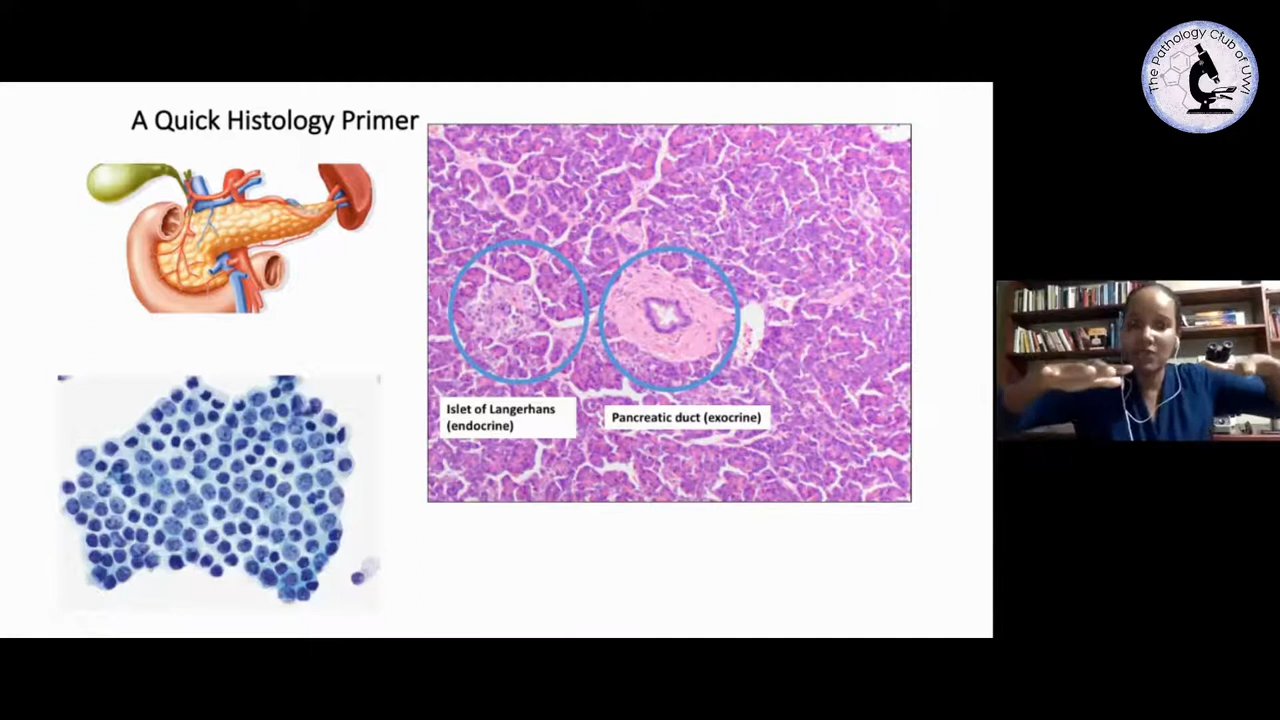 A Quick Histology Primer
Islet of Langerhans
(endocrine)
Pancreatic duct (exocrine)
The Pathology Club of UWI